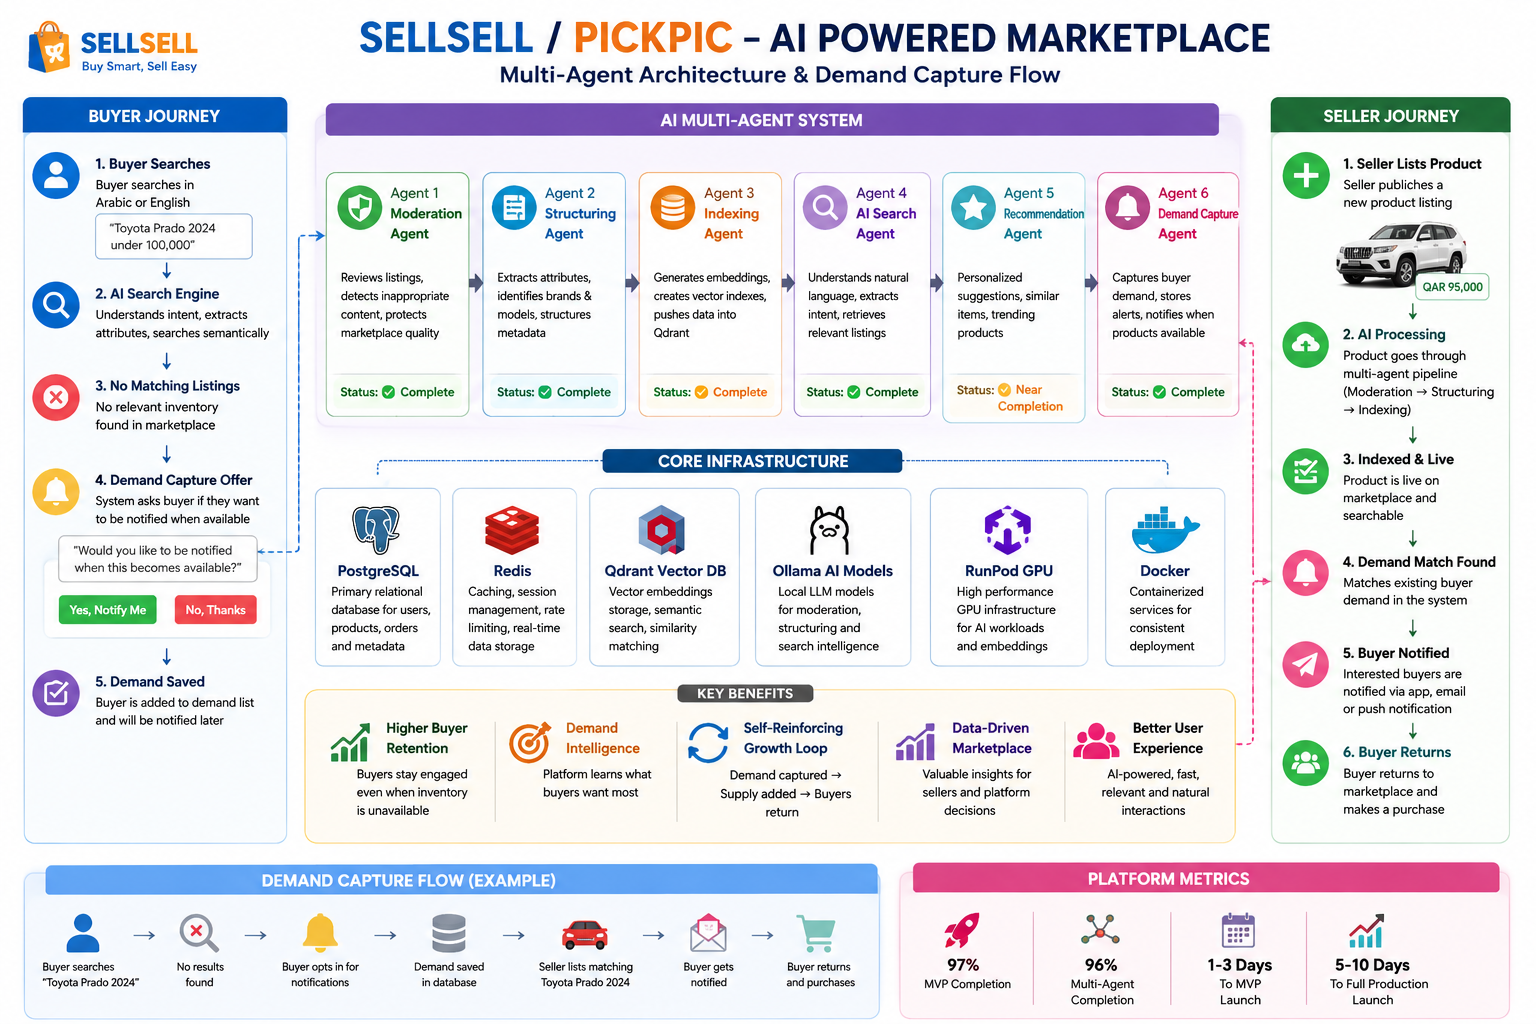 SELLSELL
Buy Smart, Sell Easy
SELLSELL / PICKPIC – AI POWERED MARKETPLACE
Multi-Agent Architectuure & Demand Capture Flow
BUYER JOURNEY
1. Buyer Searches
Buyer searches in
Arabic or English
"Toyota Prado 2024
under 100,000"
2. AI Search Engine
Understands intent, extracts
attributes, searches semantically
3. No Matching Listings
No relevant inventory
found in marketplace
4. Demand Capture Offer
System asks buyer if they want
to be notified when available
"Would you like to be notified
when this becomes available?"
Yes, Notify Me
No, Thanks
5. Demand Saved
Buyer is added to demand list
and will be notified later
AI MULTI-AGENT SYSTEM
Agent 1
Moderation
Agent
Reviews listings,
detects inappropriate
content, protects
marketplace quality
Status: Complete
Agent 2
Structuring
Agent
Extracts attributes,
identifies brands &
models, structures
metadata
Status: Complete
Agent 3
Indexing
Agent
Generates embeddings,
creates vector indexes,
pushes data into
Qdrant
Status: Complete
Agent 4
AI Search
Agent
Understands natural
language, extracts
intent, retrieves
relevant listings
Status: Complete
Agent 5
Recommendation
Agent
Personalized
suggestions, similar
items, trending
products
Status: Near
Completion
Agent 6
Demand Capture
Agent
Captures buyer
demand, stores
alerts, notifies when
products available
Status: Complete
CORE INFRASTRUCTURE
PostgreSQL
Primary relational
database for users,
products, orders
and metadata
Redis
Caching, session
management, rate
limiting, real-time
data storage
Qdrant Vector DB
Vector embeddings
storage, semantic
search, similarity
matching
Ollama AI Models
Local LLM models
for moderation,
structuring and
search intelligence
RunPod GPU
High performance
GPU infrastructure
for AI workloads
and embeddings
Docker
Containerized
services for
consistent
deployment
KEY BENEFITS
Higher Buyer
Retention
Buyers stay engaged
even when inventory
is unavailable
Demand
Intelligence
Platform learns what
buyers want most
Self-Reinforcing
Growth Loop
Demand captured →
Supply added → Buyers
return
Data-Driven
Marketplace
Valuable insights for
sellers and platform
decisions
Better User
Experience
AI-powered, fast,
relevant and natural
interactions
SELLER JOURNEY
1. Seller Lists Product
Seller publiches a
new product listing
QAR 95,000
2. AI Processing
Product goes through
multi-agent pipeline
(Moderation → Structuring
→ Indexing)
3. Indexed & Live
Product is live on
marketplace and
searchable
4. Demand Match Found
Matches existing buyer
demand in the system
5. Buyer Notified
Interested buyers are
notified via app, email
or push notification
6. Buyer Returns
Buyer returns to
marketplace and
makes a purchase
DEMAND CAPTURE FLOW (EXAMPLE)
Buyer searches
"Toyota Prado 2024"
No results
found
Buyer opts in for
notifications
Demand saved
in database
Seller lists matching
Toyota Prado 2024
Buyer gets
notified
Buyer returns
and purchases
PLATFORM METRICS
97%
MVP Completion
96%
Multi-Agent
Completion
1-3 Days
To MVP
Launch
5-10 Days
To Full Production
Launch